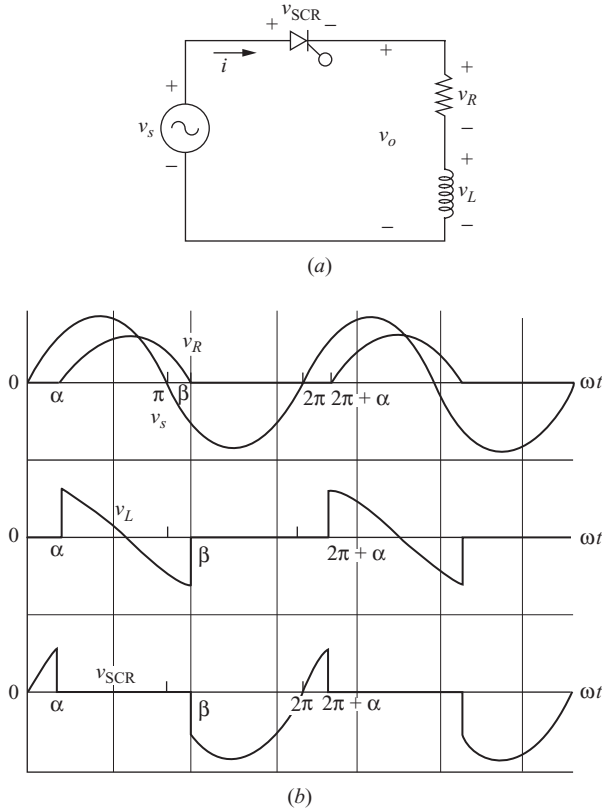 v_SCR
+ −
i
+
v_s
−
+
v_o
−
+
v_R
−
+
v_L
−
(a)
v_R
0
α π β 2π 2π + α ωt
v_s
v_L
0 ωt
α β 2π + α
v_SCR
0 ωt
α β 2π 2π + α
(b)